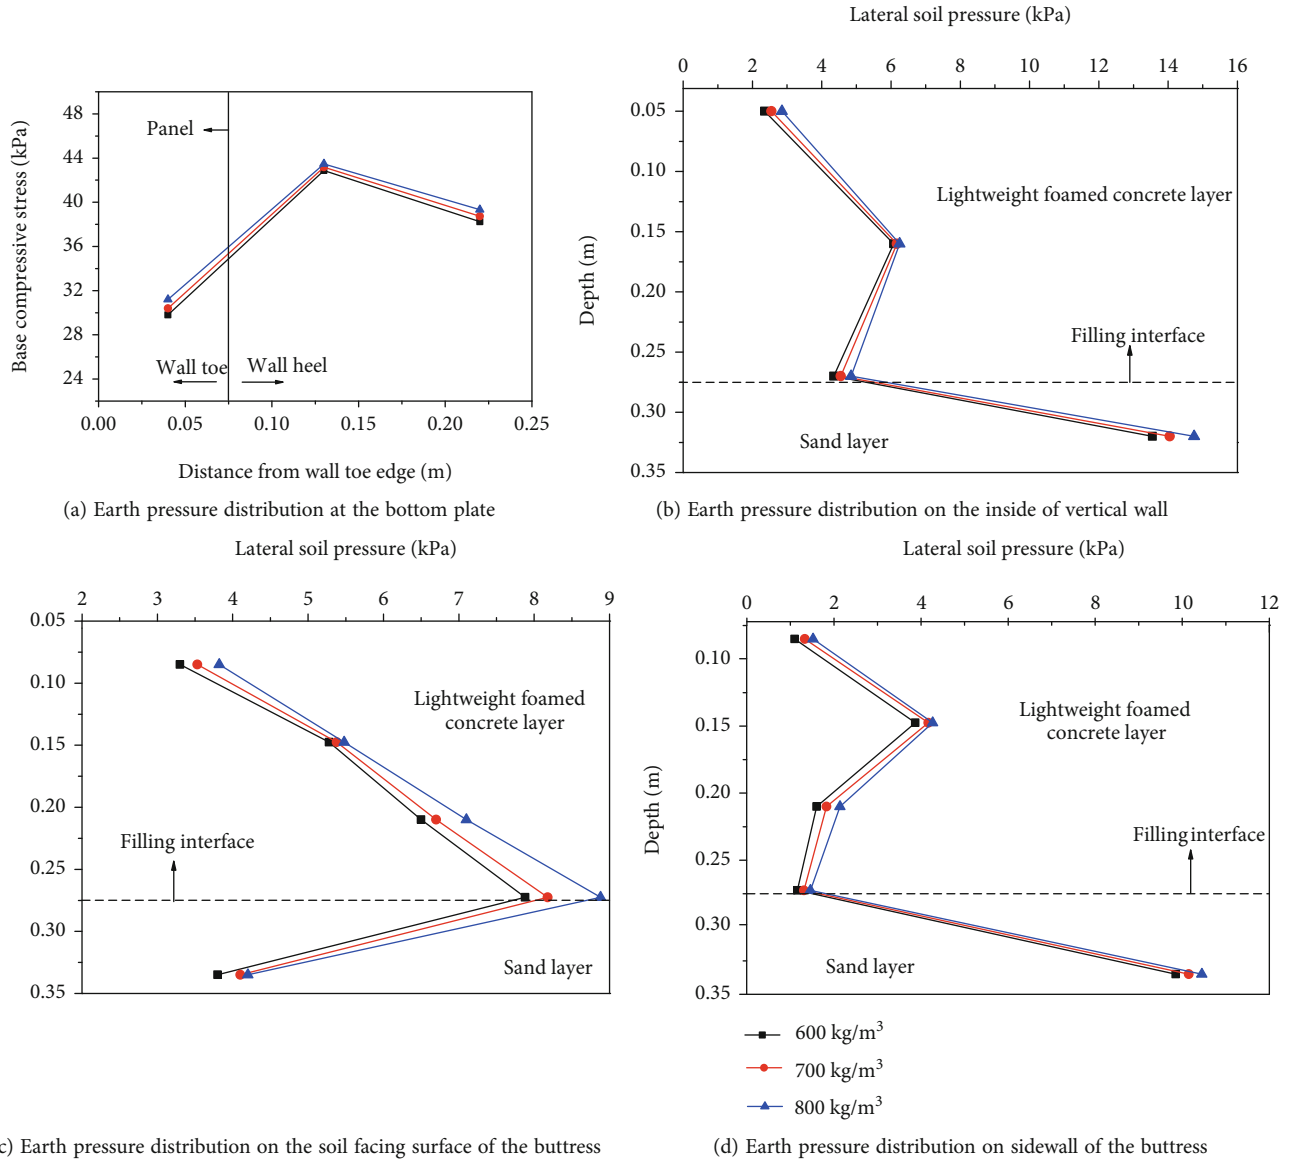 Base compressive stress (kPa)
48
44
40
36
31
30
27
24
Panel
Wall toe
Wall heel
0.00
0.05
0.10
0.15
0.20
0.25
Distance from wall toe edge (m)
(a) Earth pressure distribution at the bottom plate
Lateral soil pressure (kPa)
0
2
4
6
8
10
12
14
16
Depth (m)
0.05
0.10
0.15
0.20
0.25
0.30
0.35
Lightweight foamed concrete layer
Filling interface
Sand layer
(b) Earth pressure distribution on the inside of vertical wall
Lateral soil pressure (kPa)
2
3
4
5
6
7
8
9
0.05
0.10
0.15
0.20
0.25
0.30
0.35
Lightweight foamed
concrete layer
Filling interface
Sand layer
c) Earth pressure distribution on the soil facing surface of the buttress
Lateral soil pressure (kPa)
0
2
4
6
8
10
12
Depth (m)
0.10
0.15
0.20
0.25
0.30
0.35
Lightweight foamed
concrete layer
Filling interface
Sand layer
600 kg/m³
700 kg/m³
800 kg/m³
(d) Earth pressure distribution on sidewall of the buttress